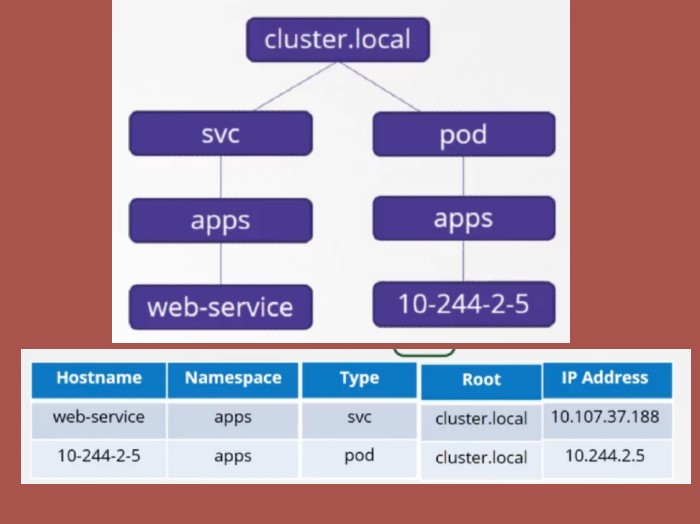 cluster.local
svc pod
apps apps
web-service 10-244-2-5
Hostname Namespace Type Root IP Address
web-service apps svc cluster.local 10.107.37.188
10-244-2-5 apps pod cluster.local 10.244.2.5